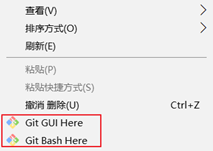 查看(V)
排序方式(O)
刷新(E)
粘贴(P)
粘贴快捷方式(S)
撤消 删除(U) Ctrl+Z
Git GUI Here
Git Bash Here